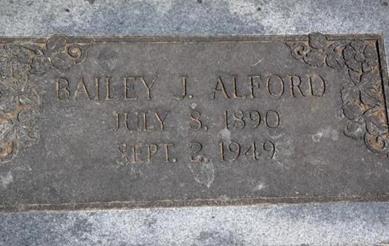 BAILEY J. ALFORD
JULY 8, 1890
SEPT. 2, 1949